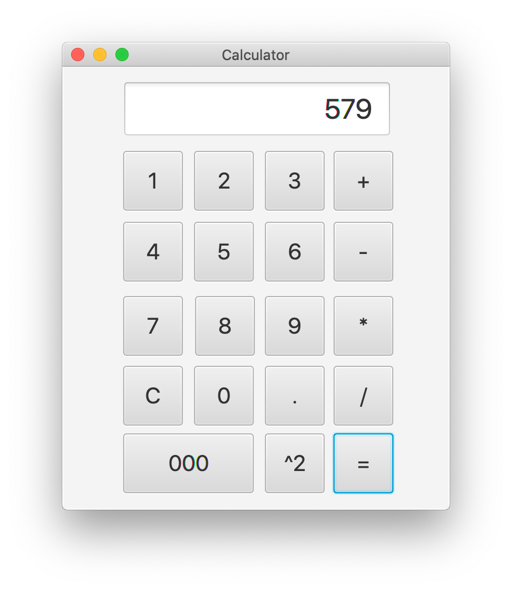 Calculator
579
1 2 3 +
4 5 6 -
7 8 9 *
C 0 . /
000 ^2 =